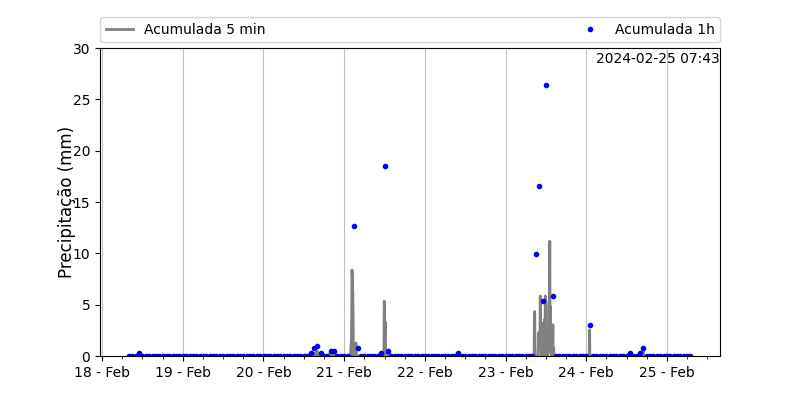 Acumulada 5 min Acumulada 1h
2024-02-25 07:43
Precipitação (mm)
30
25
20
15
10
5
0
18 - Feb 19 - Feb 20 - Feb 21 - Feb 22 - Feb 23 - Feb 24 - Feb 25 - Feb